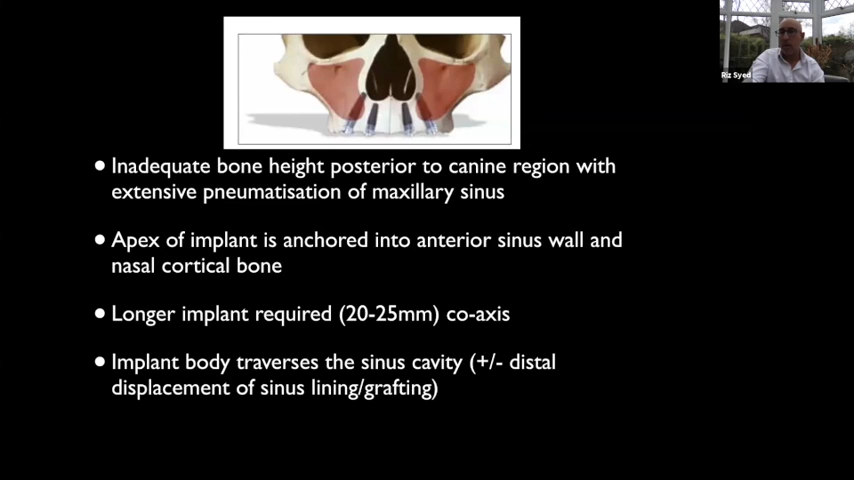 Riz Syed
● Inadequate bone height posterior to canine region with
extensive pneumatisation of maxillary sinus
● Apex of implant is anchored into anterior sinus wall and
nasal cortical bone
● Longer implant required (20-25mm) co-axis
● Implant body traverses the sinus cavity (+/- distal
displacement of sinus lining/grafting)